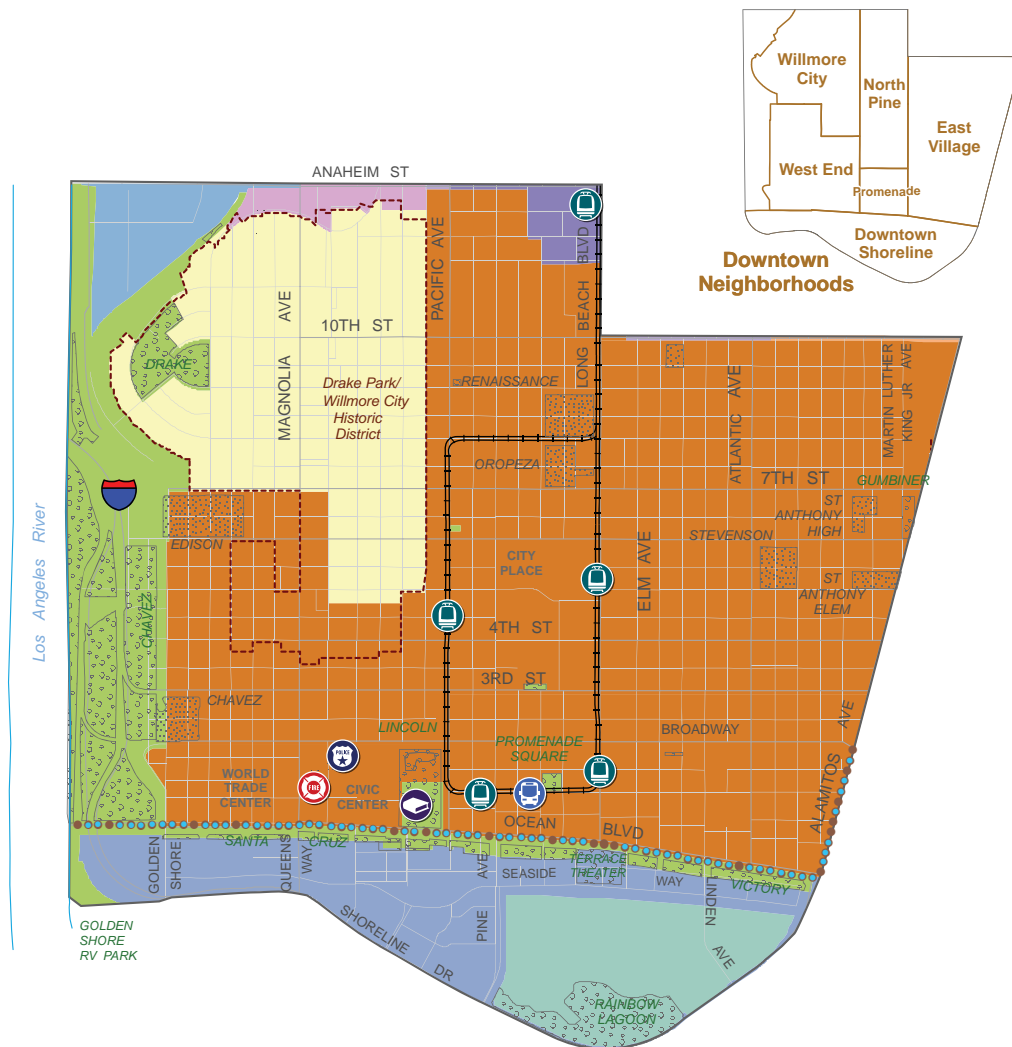 Willmore
City
North
Pine
East
Village
West End
Promenade
Downtown
Shoreline
Downtown
Neighborhoods
ANAHEIM ST
PACIFIC AVE
LONG BEACH BLVD
MAGNOLIA AVE
10TH ST
DRAKE
Drake Park/
Willmore City
Historic
District
RENAISSANCE
ATLANTIC AVE
MARTIN LUTHER
KING JR AVE
OROPEZA
7TH ST
GUMBINER
ST
ANTHONY
HIGH
EDISON
STEVENSON
CITY
PLACE
ELM AVE
ST
ANTHONY
ELEM
Los Angeles River
CHAVEZ
4TH ST
3RD ST
CHAVEZ
LINCOLN
BROADWAY
PROMENADE
SQUARE
POLICE
FIRE
WORLD
TRADE
CENTER
CIVIC
CENTER
ALAMITOS AVE
OCEAN BLVD
SANTA CRUZ
GOLDEN
SHORE
QUEENS
WAY
PINE AVE
SEASIDE WAY
TERRACE
THEATER
LINDEN AVE
VICTORY
SHORELINE DR
GOLDEN
SHORE
RV PARK
RAINBOW
LAGOON